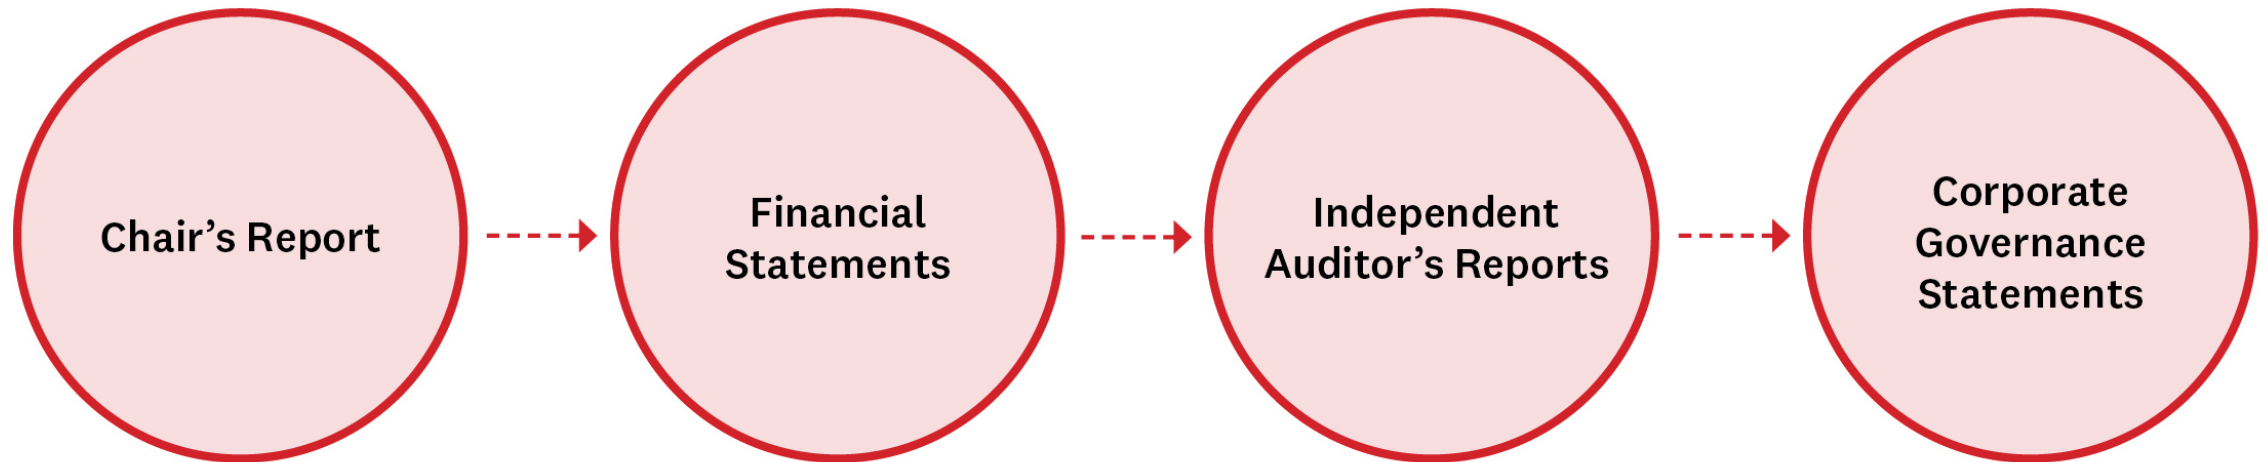 Chair’s Report
Financial
Statements
Independent
Auditor’s Reports
Corporate
Governance
Statements